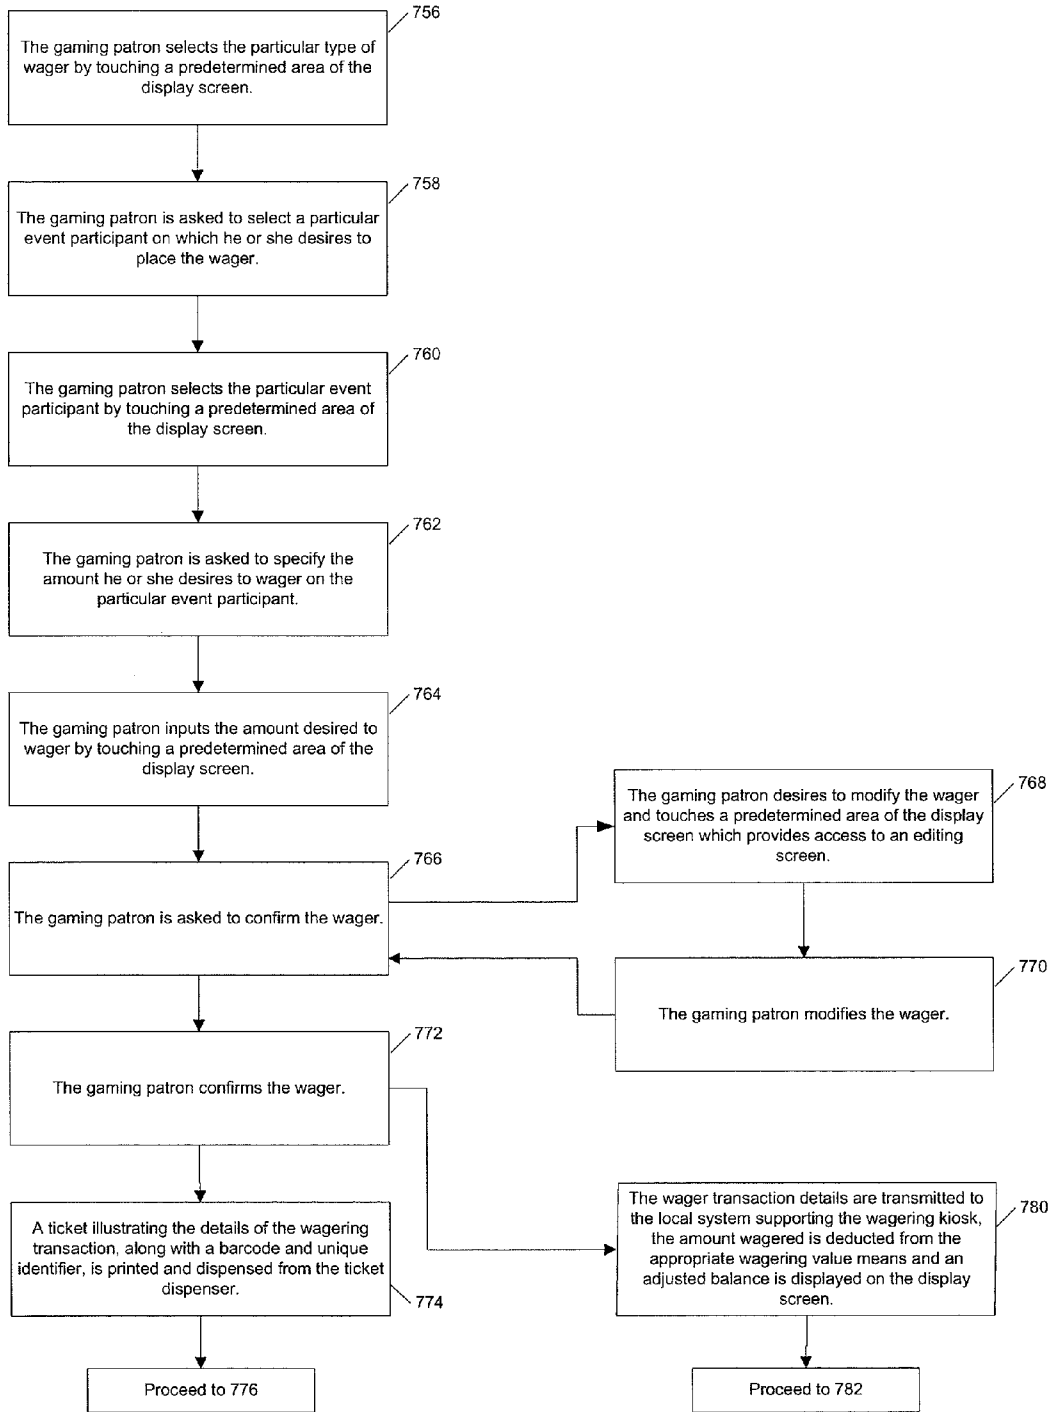 756
The gaming patron selects the particular type of
wager by touching a predetermined area of the
display screen.
758
The gaming patron is asked to select a particular
event participant on which he or she desires to
place the wager.
760
The gaming patron selects the particular event
participant by touching a predetermined area of
the display screen.
762
The gaming patron is asked to specify the
amount he or she desires to wager on the
particular event participant.
764
The gaming patron inputs the amount desired to
wager by touching a predetermined area of the
display screen.
766
The gaming patron is asked to confirm the wager.
768
The gaming patron desires to modify the wager
and touches a predetermined area of the display
screen which provides access to an editing
screen.
770
The gaming patron modifies the wager.
772
The gaming patron confirms the wager.
A ticket illustrating the details of the wagering
transaction, along with a barcode and unique
identifier, is printed and dispensed from the ticket
dispenser.
774
Proceed to 776
780
The wager transaction details are transmitted to
the local system supporting the wagering kiosk,
the amount wagered is deducted from the
appropriate wagering value means and an
adjusted balance is displayed on the display
screen.
Proceed to 782